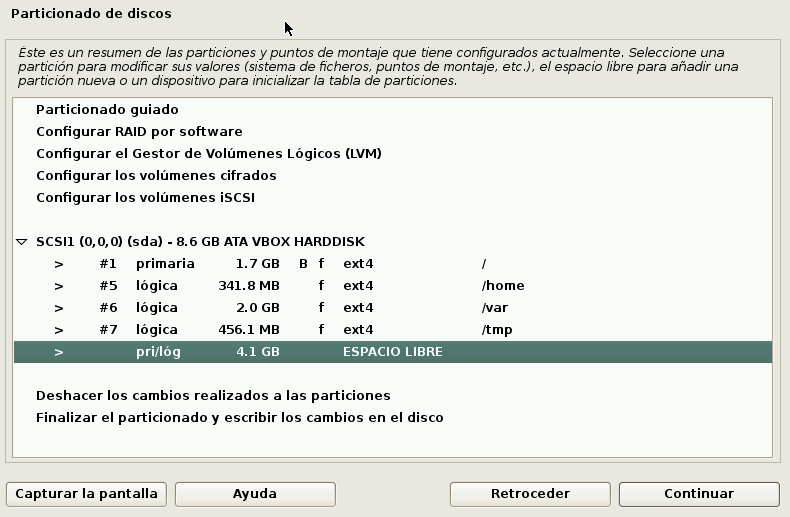 Particionado de discos
Éste es un resumen de las particiones y puntos de montaje que tiene configurados actualmente. Seleccione una
partición para modificar sus valores (sistema de ficheros, puntos de montaje, etc.), el espacio libre para añadir una
partición nueva o un dispositivo para inicializar la tabla de particiones.
Particionado guiado
Configurar RAID por software
Configurar el Gestor de Volúmenes Lógicos (LVM)
Configurar los volúmenes cifrados
Configurar los volúmenes iSCSI
SCSI1 (0,0,0) (sda) - 8.6 GB ATA VBOX HARDDISK
> #1 primaria 1.7 GB B f ext4 /
> #5 lógica 341.8 MB f ext4 /home
> #6 lógica 2.0 GB f ext4 /var
> #7 lógica 456.1 MB f ext4 /tmp
> pri/lóg 4.1 GB ESPACIO LIBRE
Deshacer los cambios realizados a las particiones
Finalizar el particionado y escribir los cambios en el disco
Capturar la pantalla Ayuda Retroceder Continuar